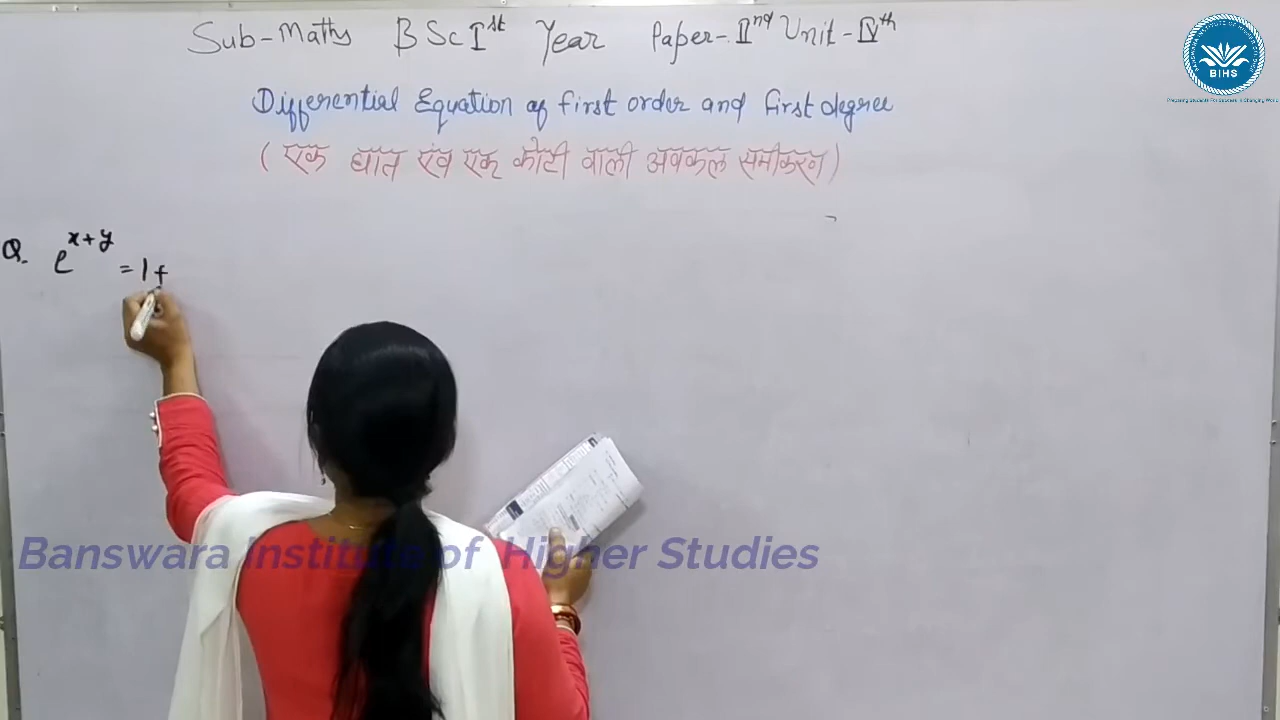 Sub-Maths BSc Ist Year Paper-IInd Unit-IVth
Differential Equation of first order and first degree
(एक घात एंव एक कोटी वाली अवकल समीकरण)
Q. e^x+y = 1+
Banswara Institute of Higher Studies
BIHS